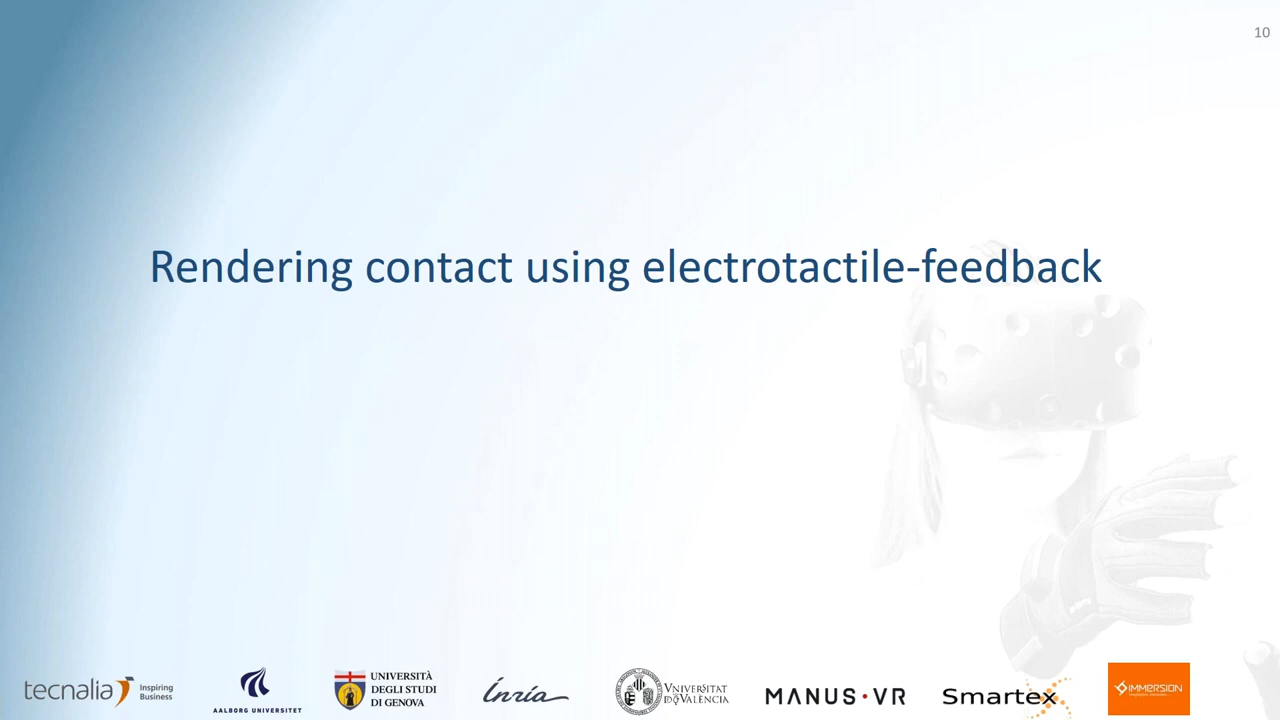 10
Rendering contact using electrotactile-feedback
tecnalia Inspiring
Business
AALBORG UNIVERSITET
UNIVERSITÀ
DEGLI STUDI
DI GENOVA
Inria
VNIVERSITAT
D VALÈNCIA
MANUS·VR
Smartex
IMMERSION